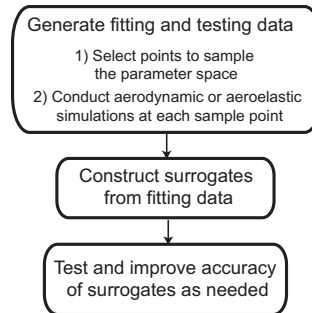 Generate fitting and testing data
1) Select points to sample
the parameter space
2) Conduct aerodynamic or aeroelastic
simulations at each sample point
Construct surrogates
from fitting data
Test and improve accuracy
of surrogates as needed